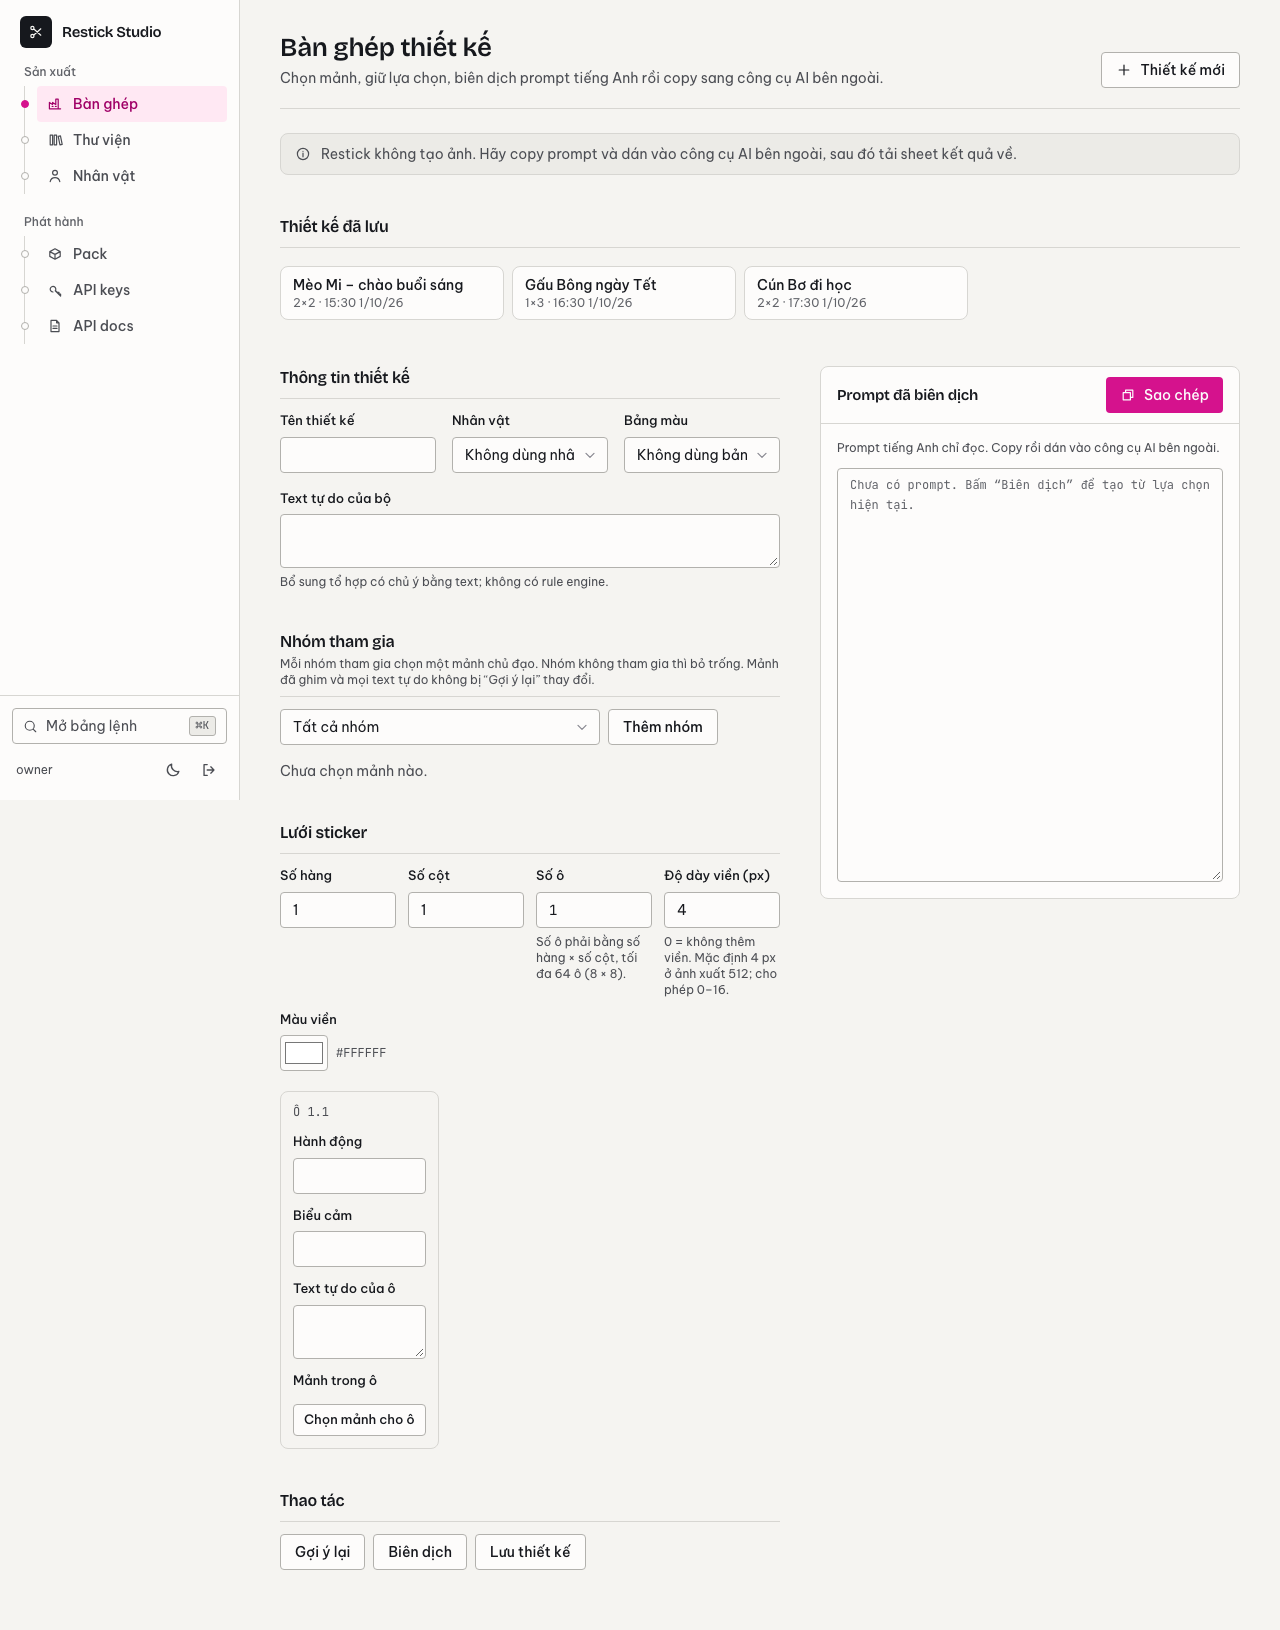 Restick Studio
Sản xuất
Bàn ghép
Thư viện
Nhân vật
Phát hành
Pack
API keys
API docs
Mở bảng lệnh
⌘K
owner
Bàn ghép thiết kế
Chọn mảnh, giữ lựa chọn, biên dịch prompt tiếng Anh rồi copy sang công cụ AI bên ngoài.
Thiết kế mới
Restick không tạo ảnh. Hãy copy prompt và dán vào công cụ AI bên ngoài, sau đó tải sheet kết quả về.
Thiết kế đã lưu
Mèo Mi – chào buổi sáng
2×2 · 15:30 1/10/26
Gấu Bông ngày Tết
1×3 · 16:30 1/10/26
Cún Bơ đi học
2×2 · 17:30 1/10/26
Thông tin thiết kế
Tên thiết kế
Nhân vật
Bảng màu
Không dùng nhâ
Không dùng bản
Text tự do của bộ
Bổ sung tổ hợp có chủ ý bằng text; không có rule engine.
Nhóm tham gia
Mỗi nhóm tham gia chọn một mảnh chủ đạo. Nhóm không tham gia thì bỏ trống. Mảnh
đã ghim và mọi text tự do không bị “Gợi ý lại” thay đổi.
Tất cả nhóm
Thêm nhóm
Chưa chọn mảnh nào.
Lưới sticker
Số hàng
Số cột
Số ô
Độ dày viền (px)
1
1
1
4
Số ô phải bằng số
hàng × số cột, tối
đa 64 ô (8 × 8).
0 = không thêm
viền. Mặc định 4 px
ở ảnh xuất 512; cho
phép 0–16.
Màu viền
#FFFFFF
Ô 1.1
Hành động
Biểu cảm
Text tự do của ô
Mảnh trong ô
Chọn mảnh cho ô
Thao tác
Gợi ý lại
Biên dịch
Lưu thiết kế
Prompt đã biên dịch
Sao chép
Prompt tiếng Anh chỉ đọc. Copy rồi dán vào công cụ AI bên ngoài.
Chưa có prompt. Bấm “Biên dịch” để tạo từ lựa chọn
hiện tại.